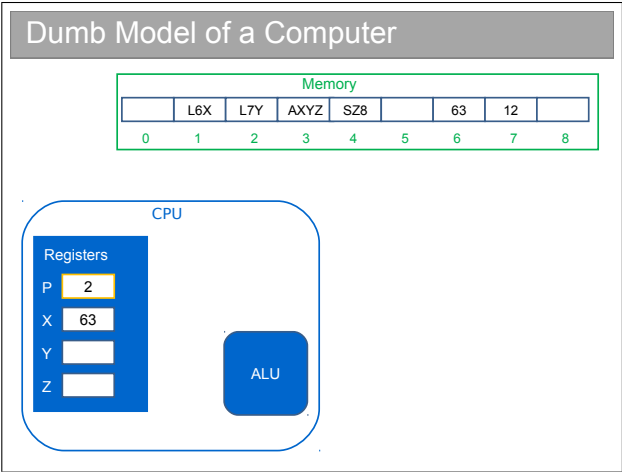 Dumb Model of a Computer
Memory
L6X L7Y AXYZ SZ8 63 12
0 1 2 3 4 5 6 7 8
CPU
Registers
P 2
X 63
Y
Z
ALU